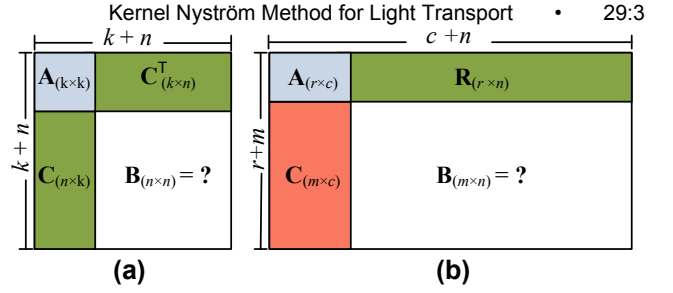 Kernel Nyström Method for Light Transport • 29:3
k + n c + n
A(k×k) C^T(k×n) A(r×c) R(r×n)
k + n r+m
C(n×k) B(n×n) = ? C(m×c) B(m×n) = ?
(a) (b)